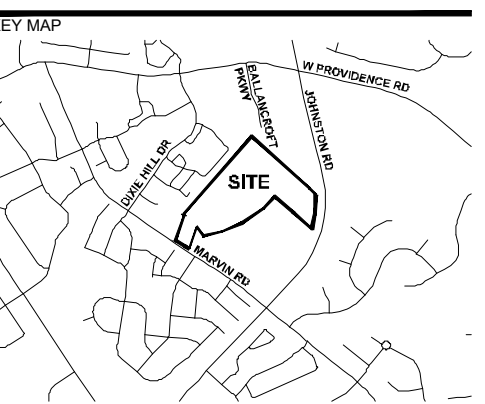 EY MAP
W PROVIDENCE RD
BALLANCROFT
PKWY
JOHNSTON RD
DIXIE HILL DR
SITE
MARVIN RD